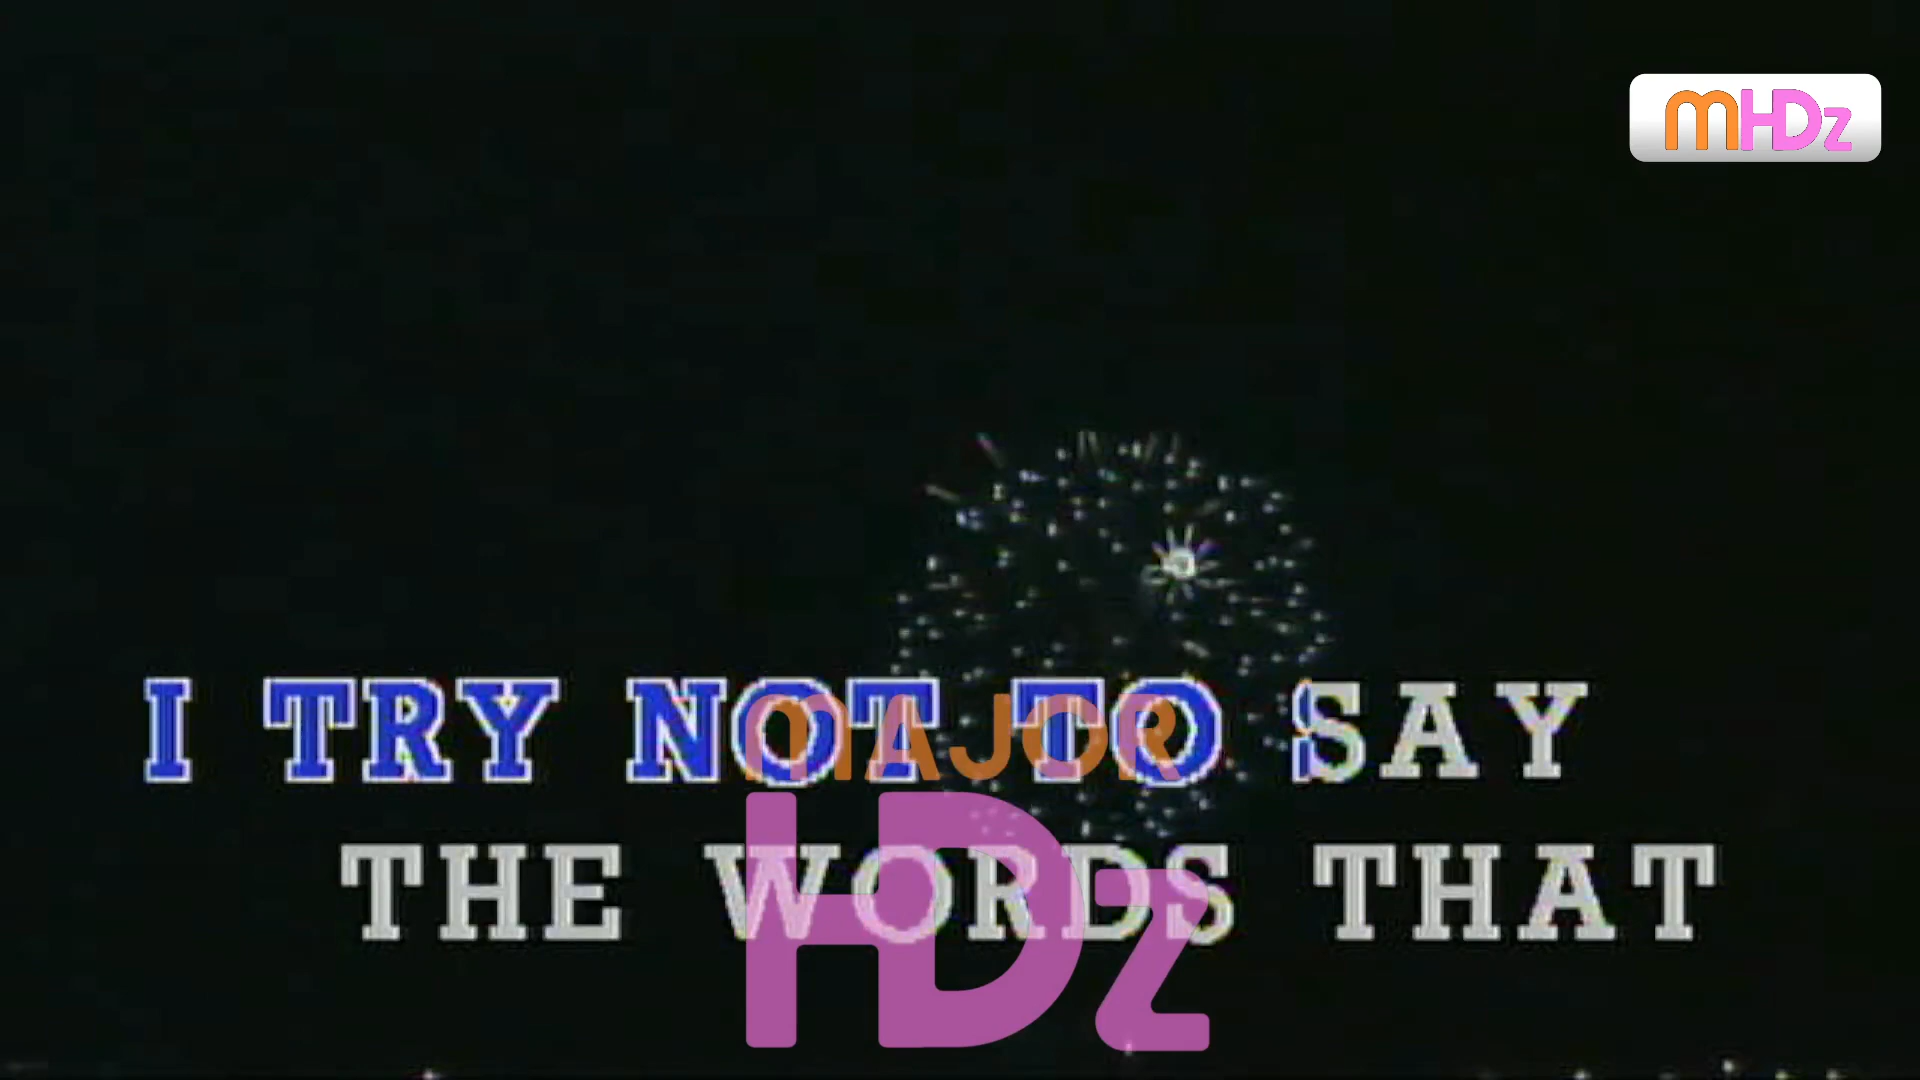 mHDz
I TRY NOT TO SAY
MAJOR
THE WORDS THAT
HDz